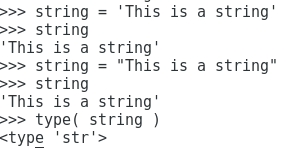 >>> string = 'This is a string'
>>> string
'This is a string'
>>> string = "This is a string"
>>> string
'This is a string'
>>> type( string )
<type 'str'>